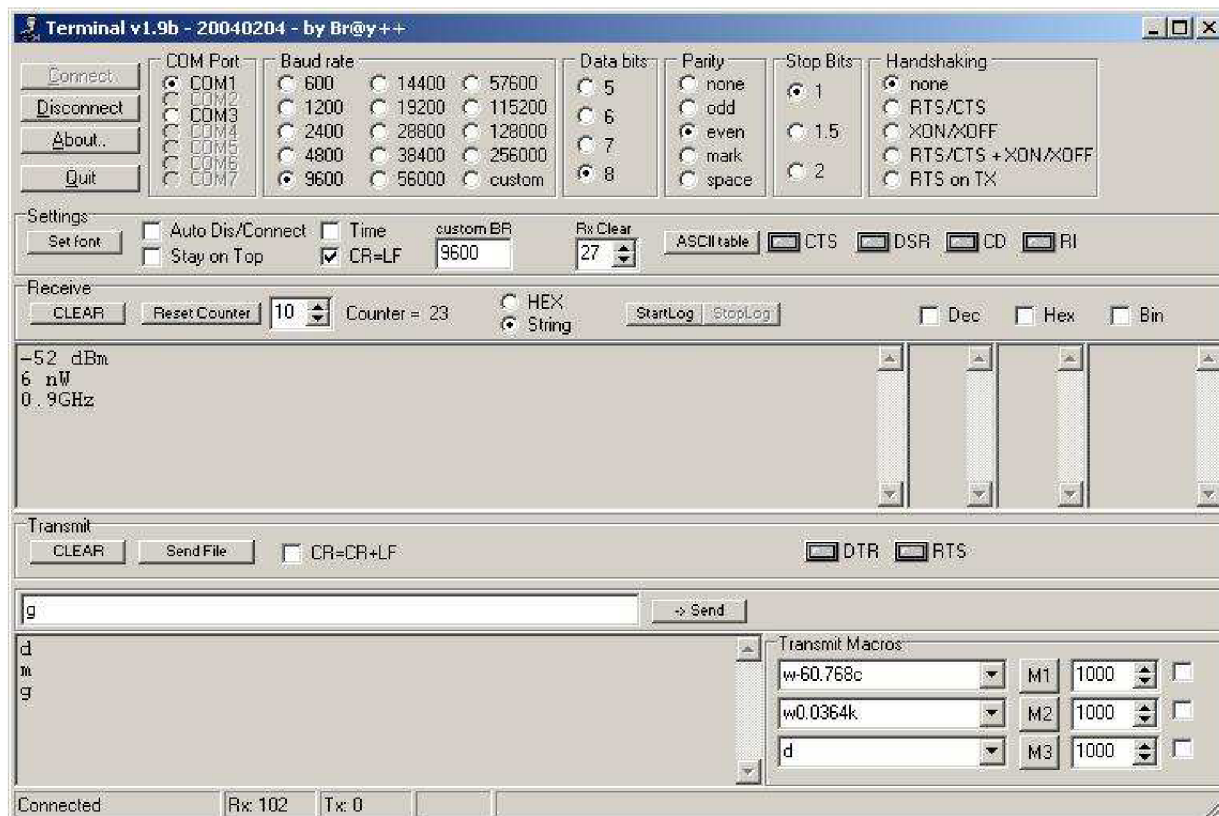 Terminal v1.9b - 20040204 - by Br@y++
Connect
Disconnect
About..
Quit
COM Port
COM1
COM2
COM3
COM4
COM5
COM6
COM7
Baud rate
600
1200
2400
4800
9600
14400
19200
28800
38400
56000
57600
115200
128000
256000
custom
Data bits
5
6
7
8
Parity
none
odd
even
mark
space
Stop Bits
1
1.5
2
Handshaking
none
RTS/CTS
XON/XOFF
RTS/CTS + XON/XOFF
RTS on TX
Settings
Set font
Auto Dis/Connect
Stay on Top
Time
CR=LF
custom BR
9600
Rx Clear
27
ASCII table
CTS
DSR
CD
RI
Receive
CLEAR
Reset Counter
10
Counter = 23
HEX
String
StartLog
StopLog
Dec
Hex
Bin
-52 dBm
6 nW
0.9GHz
Transmit
CLEAR
Send File
CR=CR+LF
DTR
RTS
g
-> Send
d
m
g
Transmit Macros
w-60.768c
M1
1000
w0.0364k
M2
1000
d
M3
1000
Connected
Rx: 102
Tx: 0